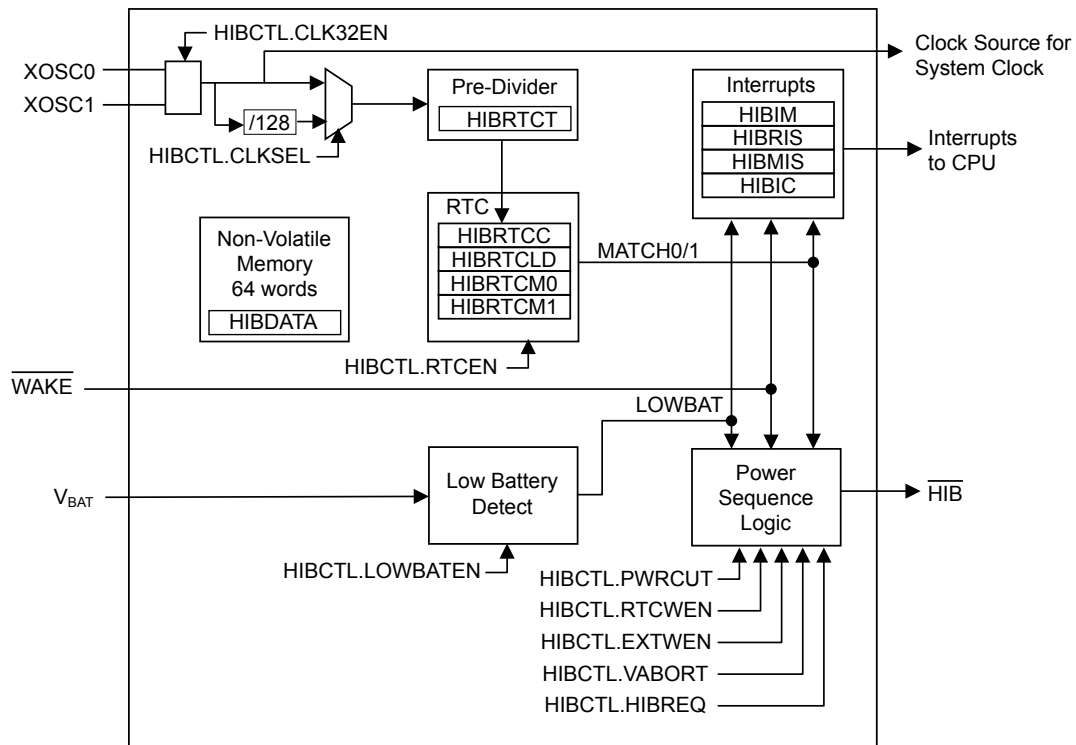 HIBCTL.CLK32EN
XOSC0
XOSC1
/128
HIBCTL.CLKSEL
Pre-Divider
HIBRTCT
Interrupts
HIBIM
HIBRIS
HIBMIS
HIBIC
Clock Source for
System Clock
Interrupts
to CPU
Non-Volatile
Memory
64 words
HIBDATA
RTC
HIBRTCC
HIBRTCLD
HIBRTCM0
HIBRTCM1
MATCH0/1
HIBCTL.RTCEN
WAKE
LOWBAT
VBAT
Low Battery
Detect
HIBCTL.LOWBATEN
Power
Sequence
Logic
HIB
HIBCTL.PWRCUT
HIBCTL.RTCWEN
HIBCTL.EXTWEN
HIBCTL.VABORT
HIBCTL.HIBREQ